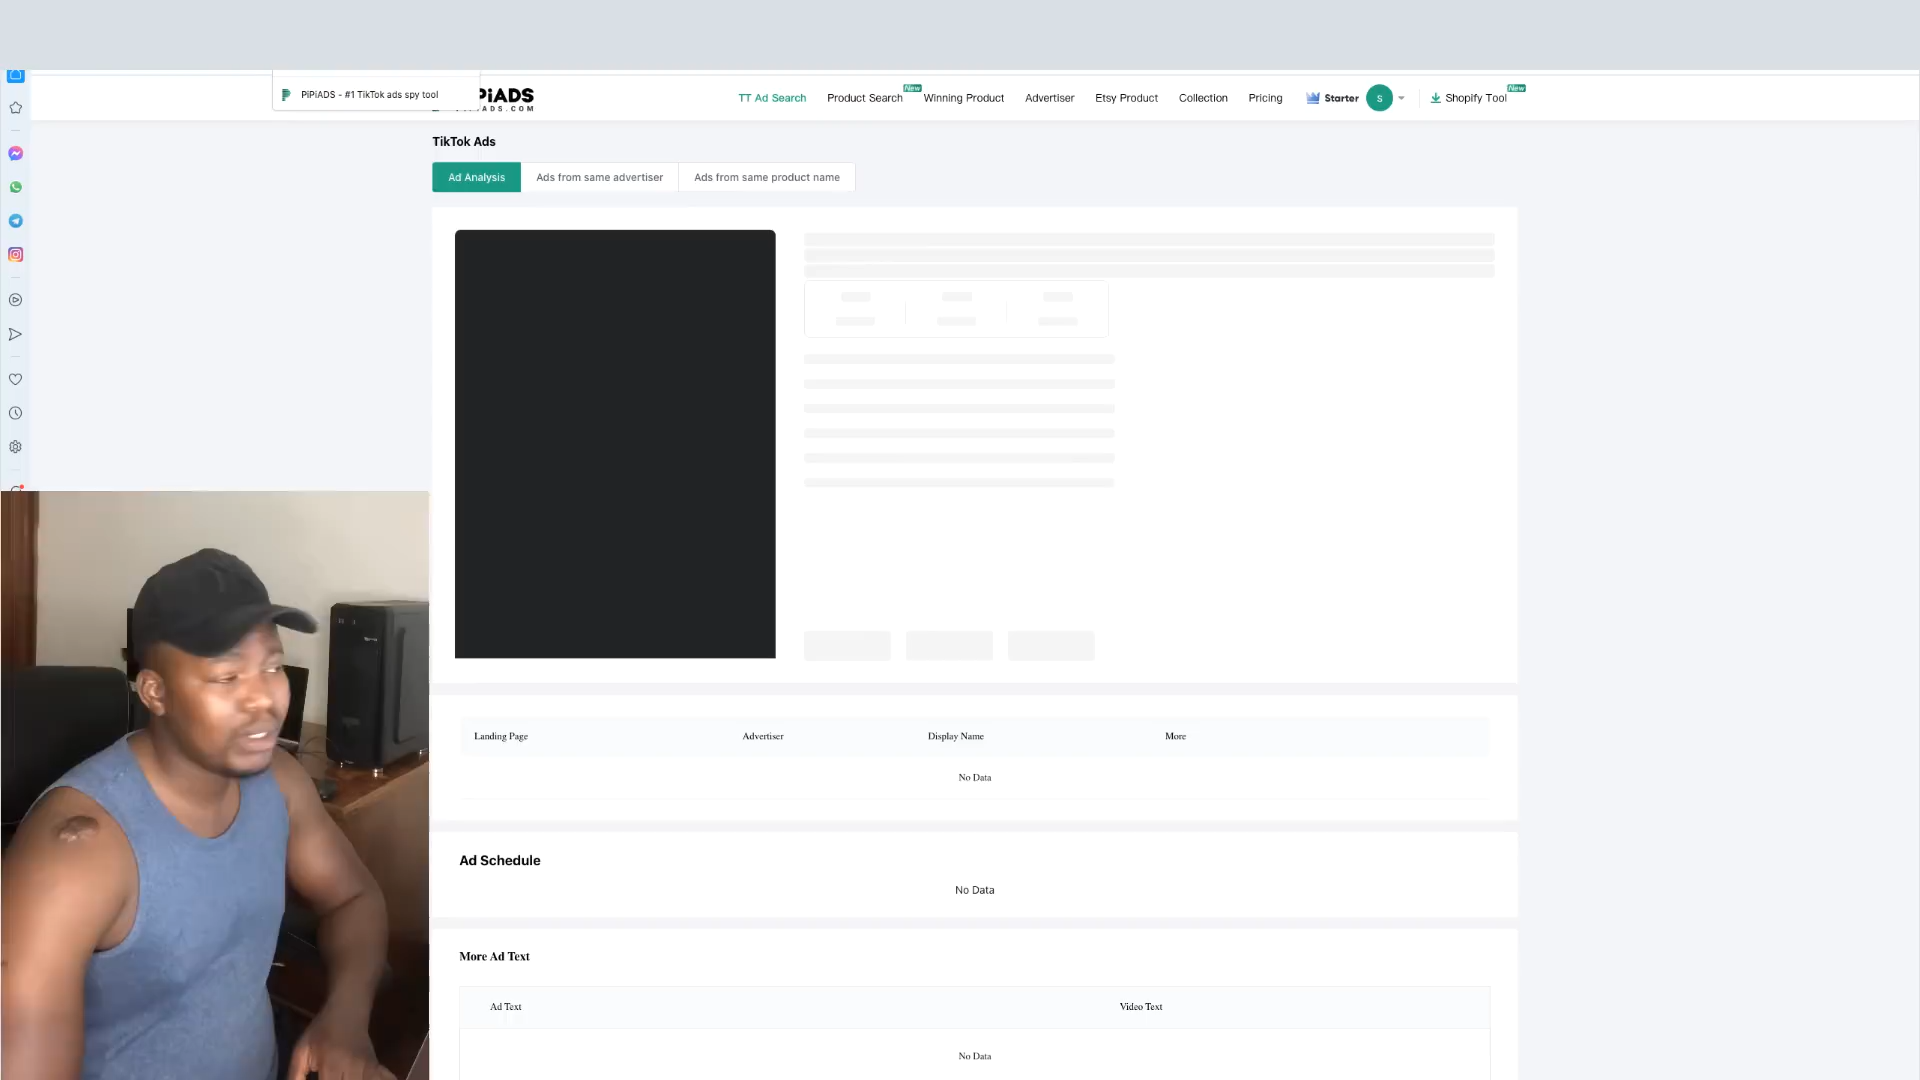 PiPiADS - #1 TikTok ads spy tool
PiADS
ADS.COM
TT Ad Search
Product Search
New
Winning Product
Advertiser
Etsy Product
Collection
Pricing
Starter
S
Shopify Tool
New
TikTok Ads
Ad Analysis
Ads from same advertiser
Ads from same product name
Landing Page
Advertiser
Display Name
More
No Data
Ad Schedule
No Data
More Ad Text
Ad Text
Video Text
No Data